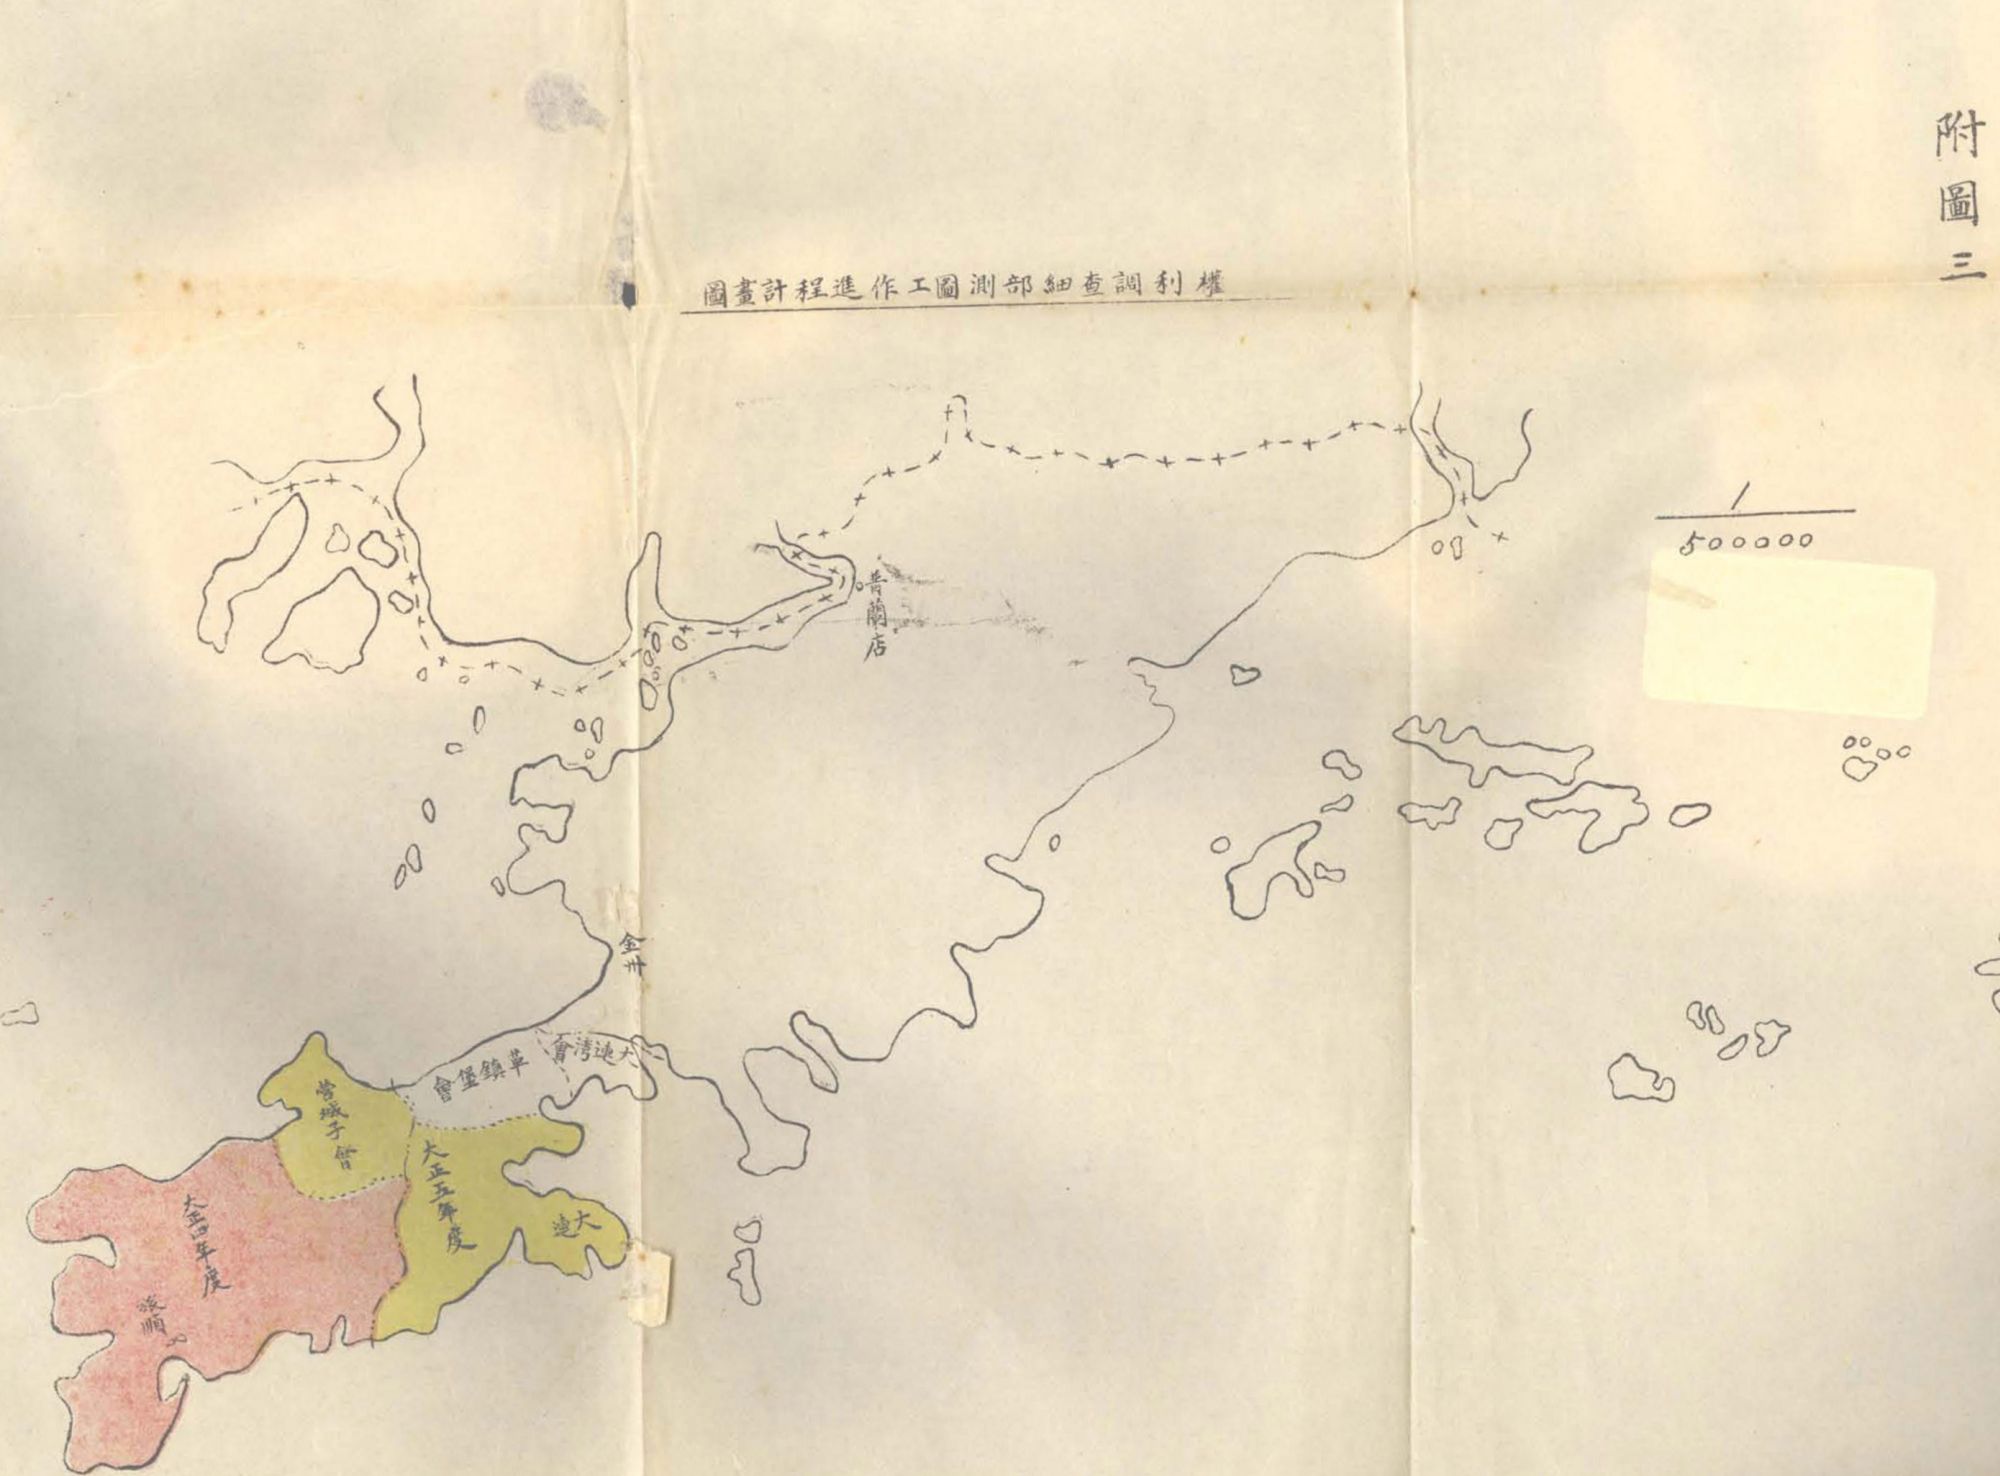 附圖三
權利調查細部測圖工作進程計畫圖
1
500000
普蘭店
金州
大連湾會
革鎮堡會
營城子會
大正五年度
大連
大正四年度
旅順